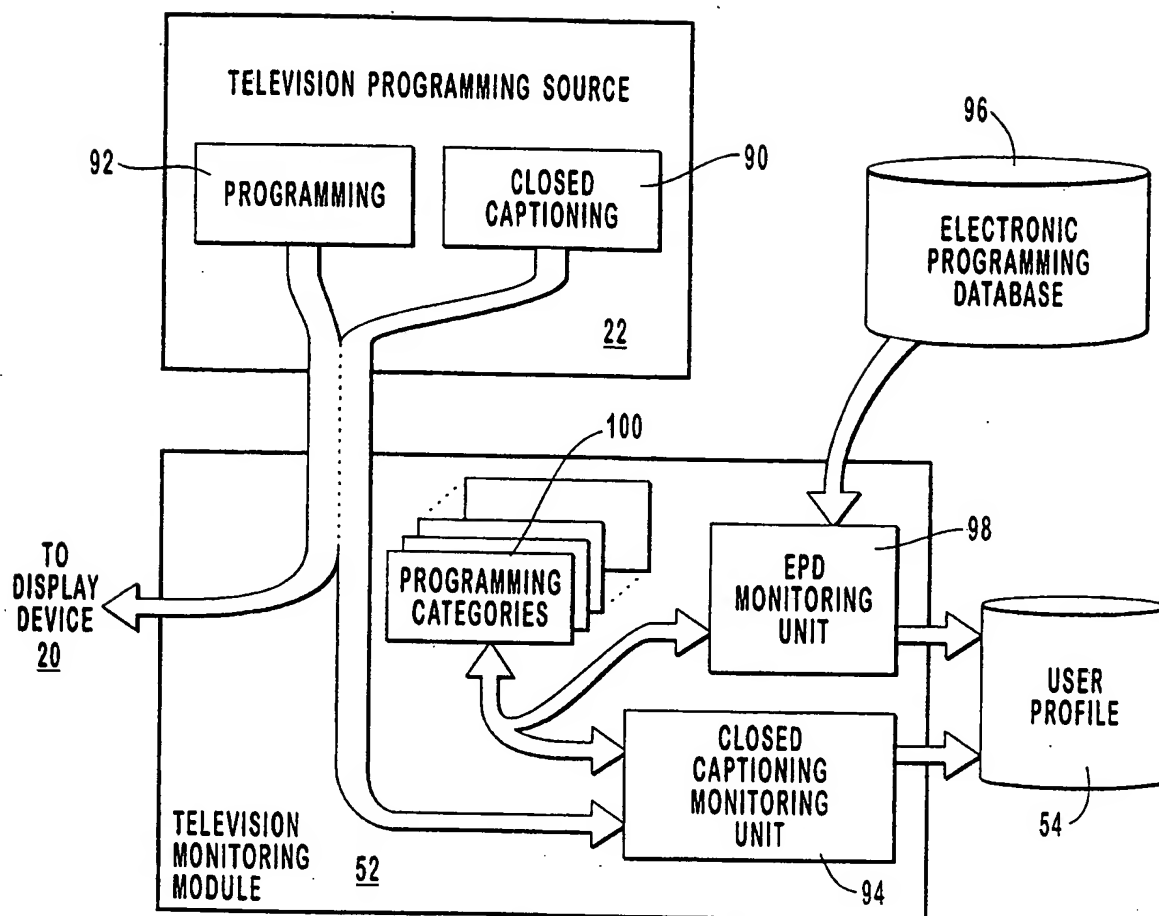 TELEVISION PROGRAMMING SOURCE
92
PROGRAMMING
CLOSED
CAPTIONING
90
22
96
ELECTRONIC
PROGRAMMING
DATABASE
100
PROGRAMMING
CATEGORIES
98
EPD
MONITORING
UNIT
TO
DISPLAY
DEVICE
20
USER
PROFILE
54
CLOSED
CAPTIONING
MONITORING
UNIT
94
TELEVISION
MONITORING
MODULE
52